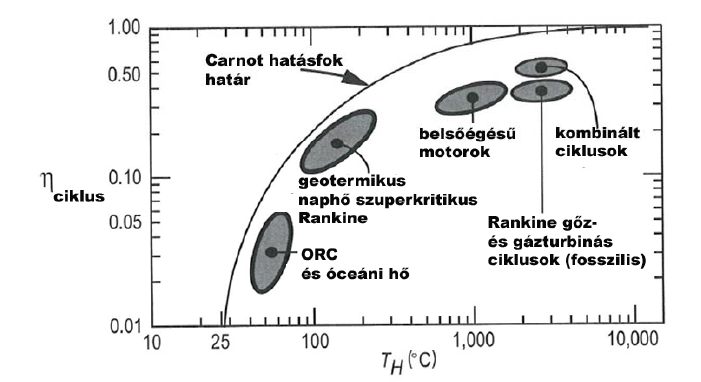 1.00
Carnot hatásfok
határ
0.50
belsőégésű
motorok
kombinált
ciklusok
0.10
η
ciklus
geotermikus
naphő szuperkritikus
Rankine
0.05
Rankine gőz-
és gázturbinás
ciklusok (fosszilis)
ORC
és óceáni hő
0.01
10 25 100 1,000 10,000
T_H (°C)